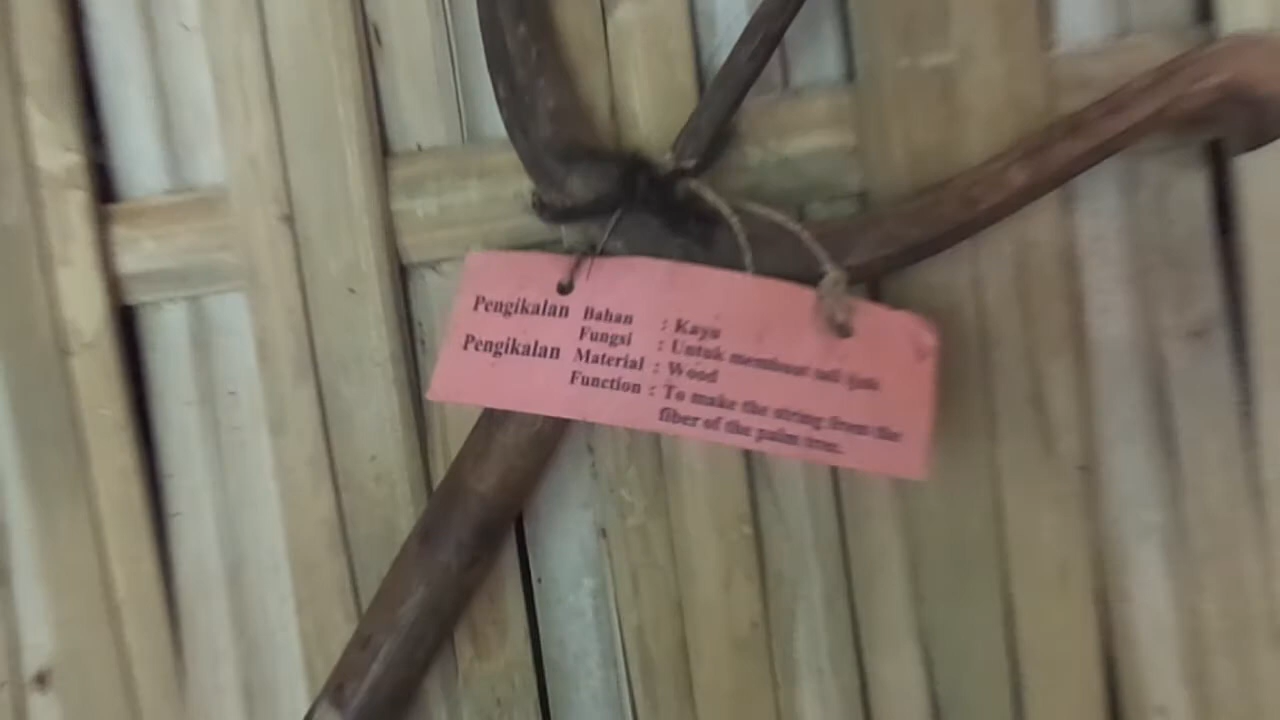 Pengikalan Bahan : Kayu
Fungsi : Untuk membuat tali ijuk
Pengikalan Material : Wood
Function : To make the string from the
fiber of the palm tree.